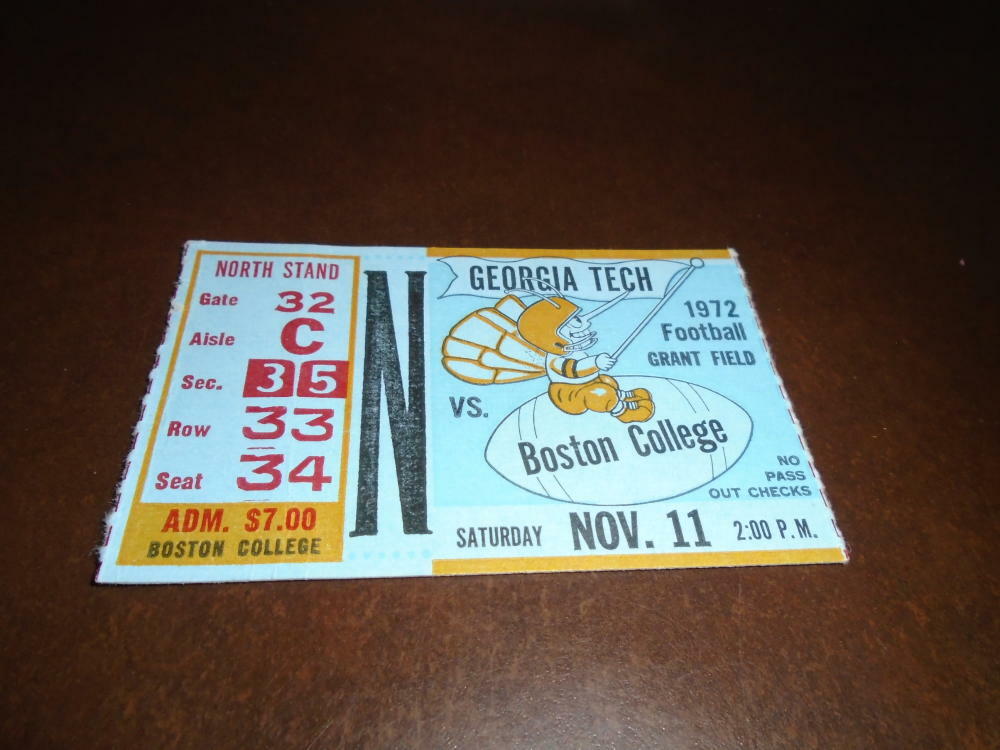 NORTH STAND
Gate 32
Aisle C
Sec. 35
Row 33
Seat 34
ADM. $7.00
BOSTON COLLEGE
N
GEORGIA TECH
1972
Football
GRANT FIELD
VS.
Boston College
NO
PASS
OUT CHECKS
SATURDAY NOV. 11 2:00 P.M.